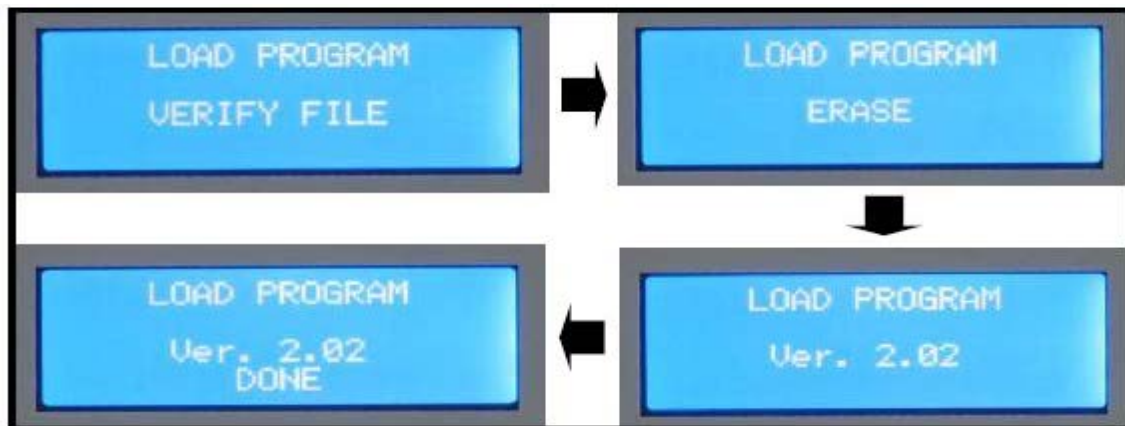 LOAD PROGRAM
VERIFY FILE
LOAD PROGRAM
ERASE
LOAD PROGRAM
Ver. 2.02
LOAD PROGRAM
Ver. 2.02
DONE